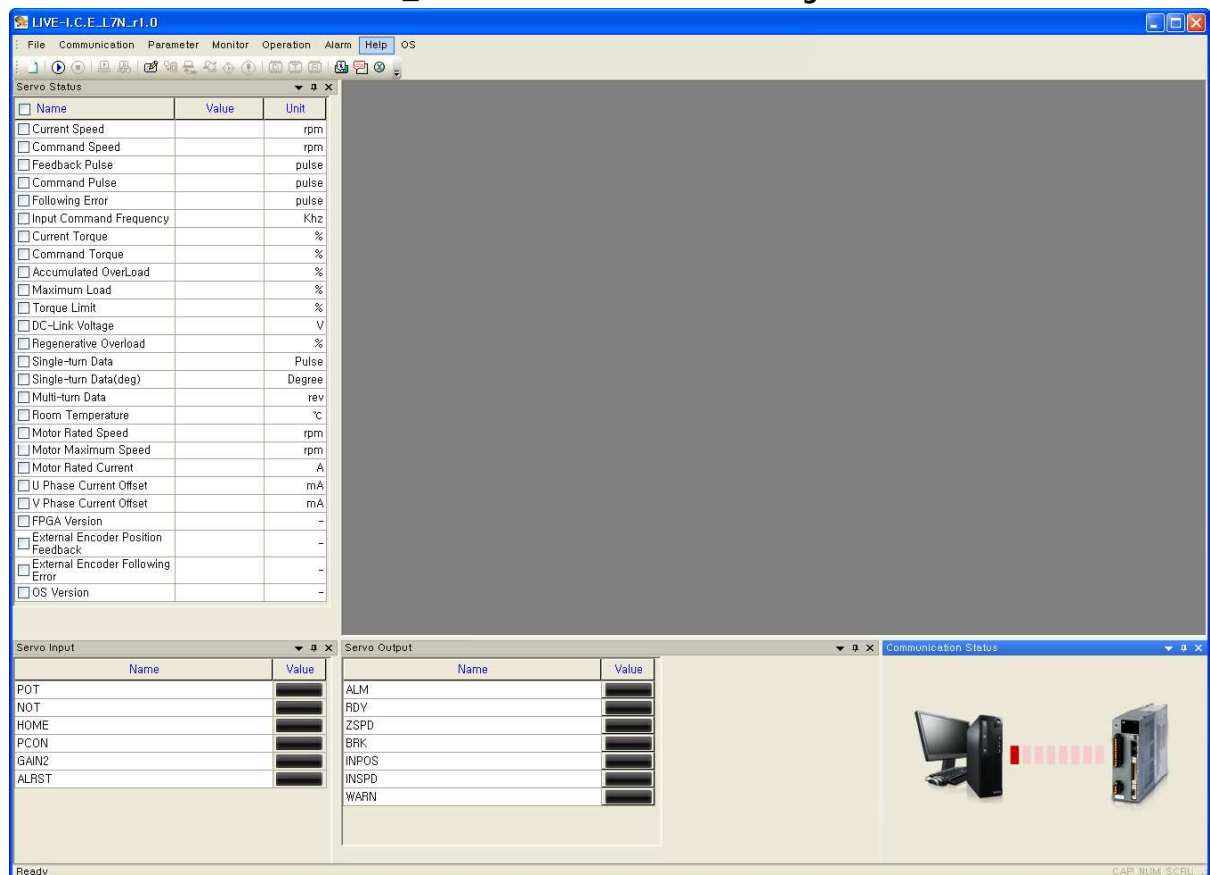 LIVE-I.C.E_L7N_r1.0
File Communication Parameter Monitor Operation Alarm Help OS
Servo Status
Name Value Unit
Current Speed rpm
Command Speed rpm
Feedback Pulse pulse
Command Pulse pulse
Following Error pulse
Input Command Frequency Khz
Current Torque %
Command Torque %
Accumulated OverLoad %
Maximum Load %
Torque Limit %
DC-Link Voltage V
Regenerative Overload %
Single-turn Data Pulse
Single-turn Data(deg) Degree
Multi-turn Data rev
Room Temperature ℃
Motor Rated Speed rpm
Motor Maximum Speed rpm
Motor Rated Current A
U Phase Current Offset mA
V Phase Current Offset mA
FPGA Version -
External Encoder Position
Feedback -
External Encoder Following
Error -
OS Version -
Servo Input
Name Value
POT
NOT
HOME
PCON
GAIN2
ALRST
Servo Output
Name Value
ALM
RDY
ZSPD
BRK
INPOS
INSPD
WARN
Communication Status
Ready CAP NUM SCRL